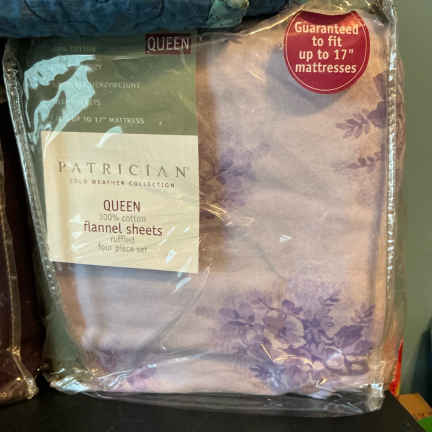 QUEEN
Guaranteed
to fit
up to 17"
mattresses
UP TO 17" MATTRESS
PATRICIAN
COLD WEATHER COLLECTION
QUEEN
100% cotton
flannel sheets
ruffled
four piece set